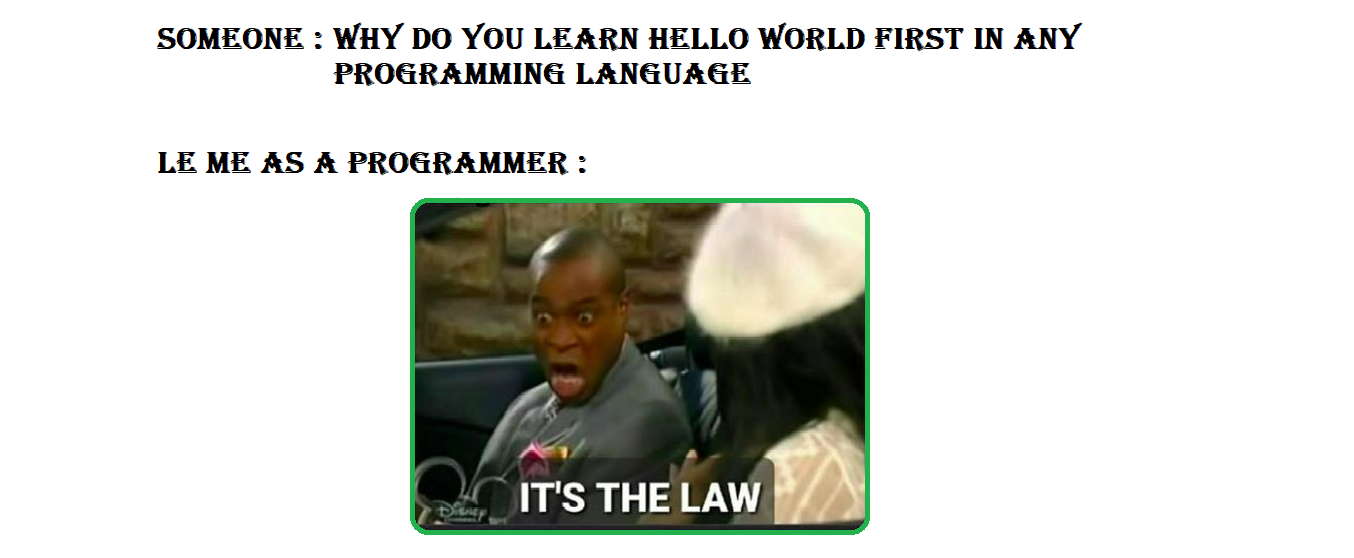 SOMEONE : WHY DO YOU LEARN HELLO WORLD FIRST IN ANY
PROGRAMMING LANGUAGE
LE ME AS A PROGRAMMER :
IT'S THE LAW
Disney
CHANNEL